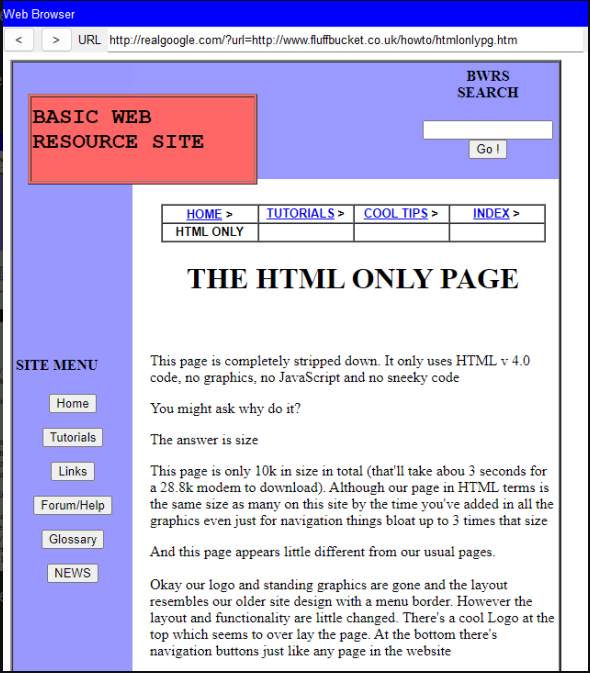 Web Browser
< > URL http://realgoogle.com/?url=http://www.fluffbucket.co.uk/howto/htmlonlypg.htm
BWRS
SEARCH
BASIC WEB
RESOURCE SITE
Go !
HOME > TUTORIALS > COOL TIPS > INDEX >
HTML ONLY
THE HTML ONLY PAGE
SITE MENU
Home
Tutorials
Links
Forum/Help
Glossary
NEWS
This page is completely stripped down. It only uses HTML v 4.0
code, no graphics, no JavaScript and no sneeky code
You might ask why do it?
The answer is size
This page is only 10k in size in total (that'll take abou 3 seconds for
a 28.8k modem to download). Although our page in HTML terms is
the same size as many on this site by the time you've added in all the
graphics even just for navigation things bloat up to 3 times that size
And this page appears little different from our usual pages.
Okay our logo and standing graphics are gone and the layout
resembles our older site design with a menu border. However the
layout and functionality are little changed. There's a cool Logo at the
top which seems to over lay the page. At the bottom there's
navigation buttons just like any page in the website